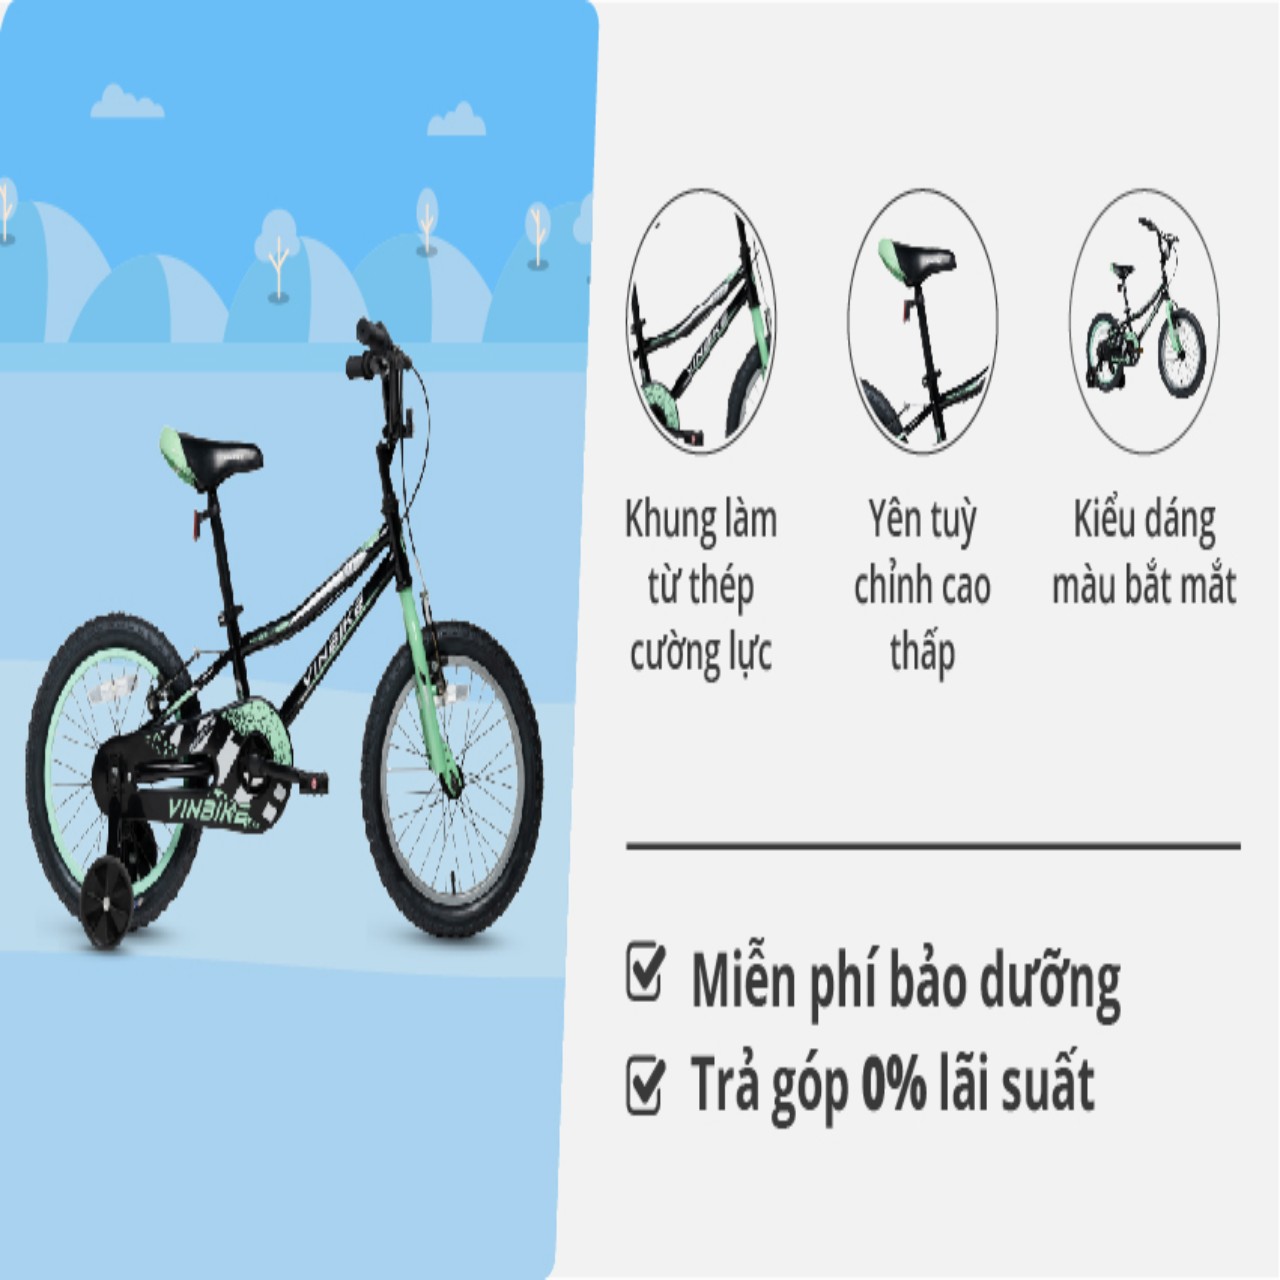 VINBIKE
VINBIKE
VINBIKE
Khung làm
từ thép
cường lực
Yên tuỳ
chỉnh cao
thấp
Kiểu dáng
màu bắt mắt
Miễn phí bảo dưỡng
Trả góp 0% lãi suất